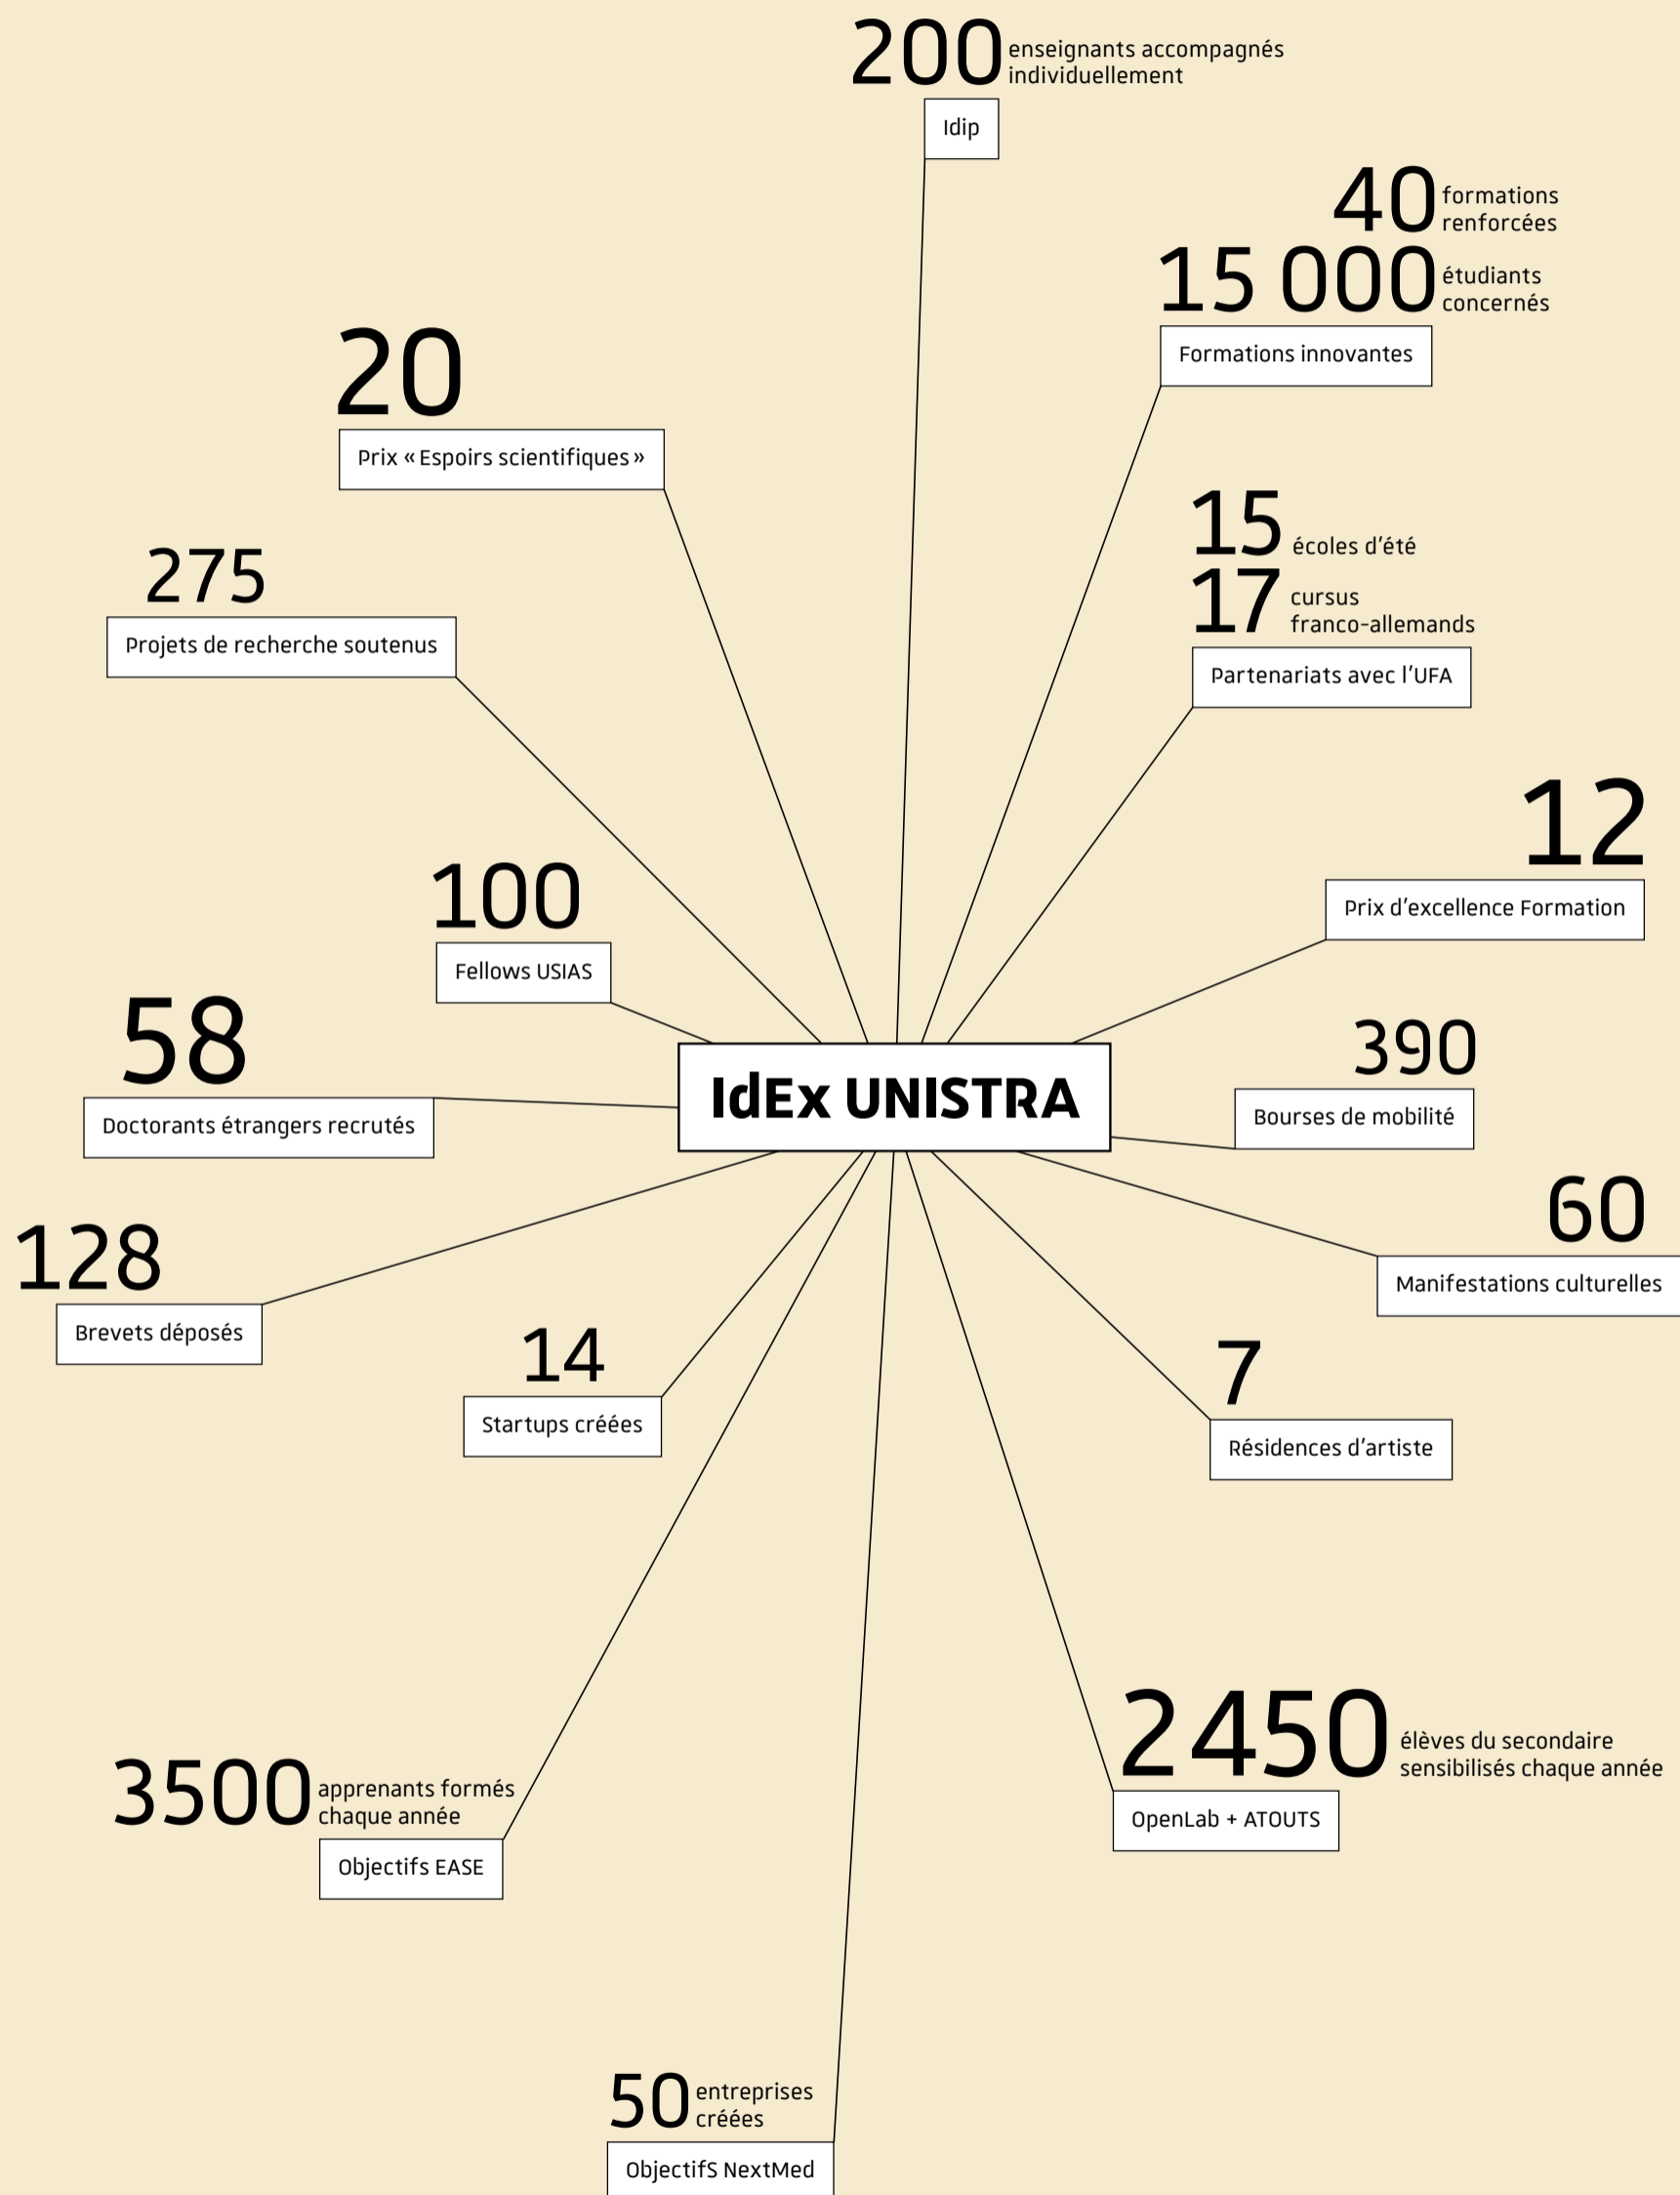 200 enseignants accompagnés
individuellement
Idip
40 formations
renforcées
15 000 étudiants
concernés
Formations innovantes
20
Prix « Espoirs scientifiques »
15 écoles d'été
17 cursus
franco-allemands
Partenariats avec l'UFA
275
Projets de recherche soutenus
12
Prix d'excellence Formation
100
Fellows USIAS
58
Doctorants étrangers recrutés
IdEx UNISTRA
390
Bourses de mobilité
60
Manifestations culturelles
128
Brevets déposés
14
Startups créées
7
Résidences d'artiste
2450 élèves du secondaire
sensibilisés chaque année
OpenLab + ATOUTS
3500 apprenants formés
chaque année
Objectifs EASE
50 entreprises
créées
ObjectifS NextMed